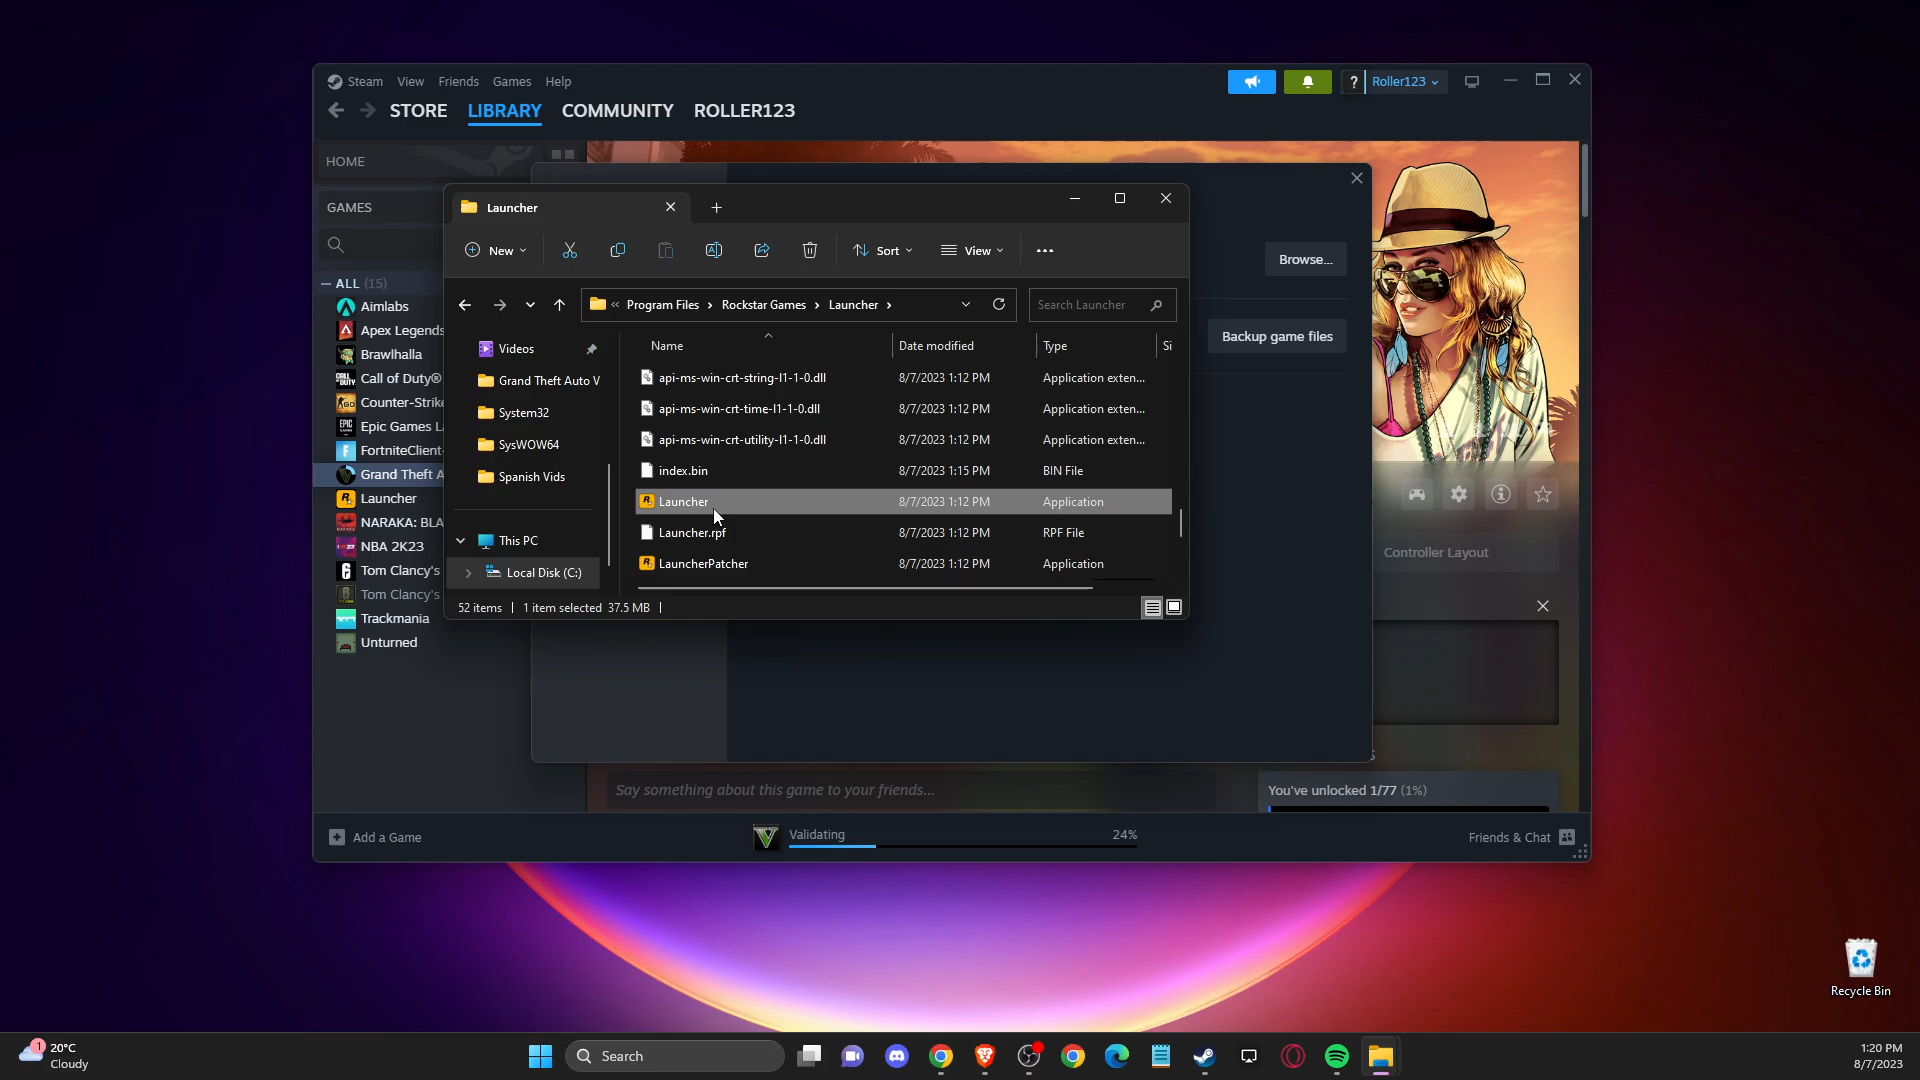 Steam View Friends Games Help
? Roller123
STORE LIBRARY COMMUNITY ROLLER123
HOME
GAMES
ALL (15)
Aimlabs
Apex Legends
Brawlhalla
Call of Duty®
Counter-Strike
Epic Games L
FortniteClient-
Grand Theft A
Launcher
NARAKA: BLA
NBA 2K23
Tom Clancy's
Tom Clancy's
Trackmania
Unturned
Launcher
New Sort View
« Program Files > Rockstar Games > Launcher >
Search Launcher
Videos
Grand Theft Auto V
System32
SysWOW64
Spanish Vids
This PC
Local Disk (C:)
Name Date modified Type Si
api-ms-win-crt-string-l1-1-0.dll 8/7/2023 1:12 PM Application exten...
api-ms-win-crt-time-l1-1-0.dll 8/7/2023 1:12 PM Application exten...
api-ms-win-crt-utility-l1-1-0.dll 8/7/2023 1:12 PM Application exten...
index.bin 8/7/2023 1:15 PM BIN File
Launcher 8/7/2023 1:12 PM Application
Launcher.rpf 8/7/2023 1:12 PM RPF File
LauncherPatcher 8/7/2023 1:12 PM Application
52 items 1 item selected 37.5 MB
Browse...
Backup game files
Controller Layout
Say something about this game to your friends...
You've unlocked 1/77 (1%)
Add a Game
Validating 24%
Friends & Chat
Recycle Bin
1
20°C
Cloudy
Search
1:20 PM
8/7/2023